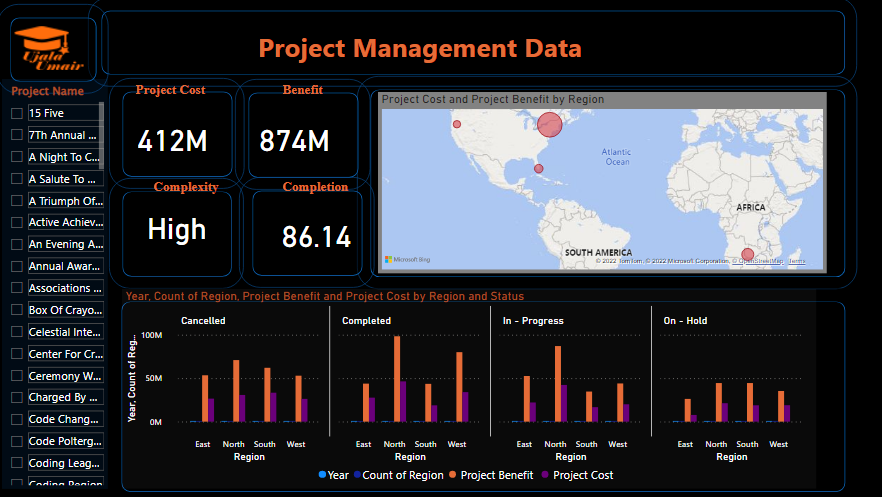 Ujala
Umair
Project Management Data
Project Name
15 Five
7Th Annual ...
A Night To C...
A Salute To ...
A Triumph Of...
Active Achiev...
An Evening A...
Annual Awar...
Associations ...
Box Of Crayo...
Celestial Inte...
Center For Cr...
Ceremony W...
Charged By ...
Code Chang...
Code Polterg...
Coding Leag...
Coding Region
Project Cost
412M
Benefit
874M
Complexity
High
Completion
86.14
Project Cost and Project Benefit by Region
Atlantic
Ocean
AFRICA
SOUTH AMERICA
Microsoft Bing
© 2022 TomTom, © 2022 Microsoft Corporation, © OpenStreetMap Terms
Year, Count of Region, Project Benefit and Project Cost by Region and Status
Year, Count of Reg...
100M
50M
0M
Cancelled
East North South West
Region
Completed
East North South West
Region
In - Progress
East North South West
Region
On - Hold
East North South West
Region
Year Count of Region Project Benefit Project Cost